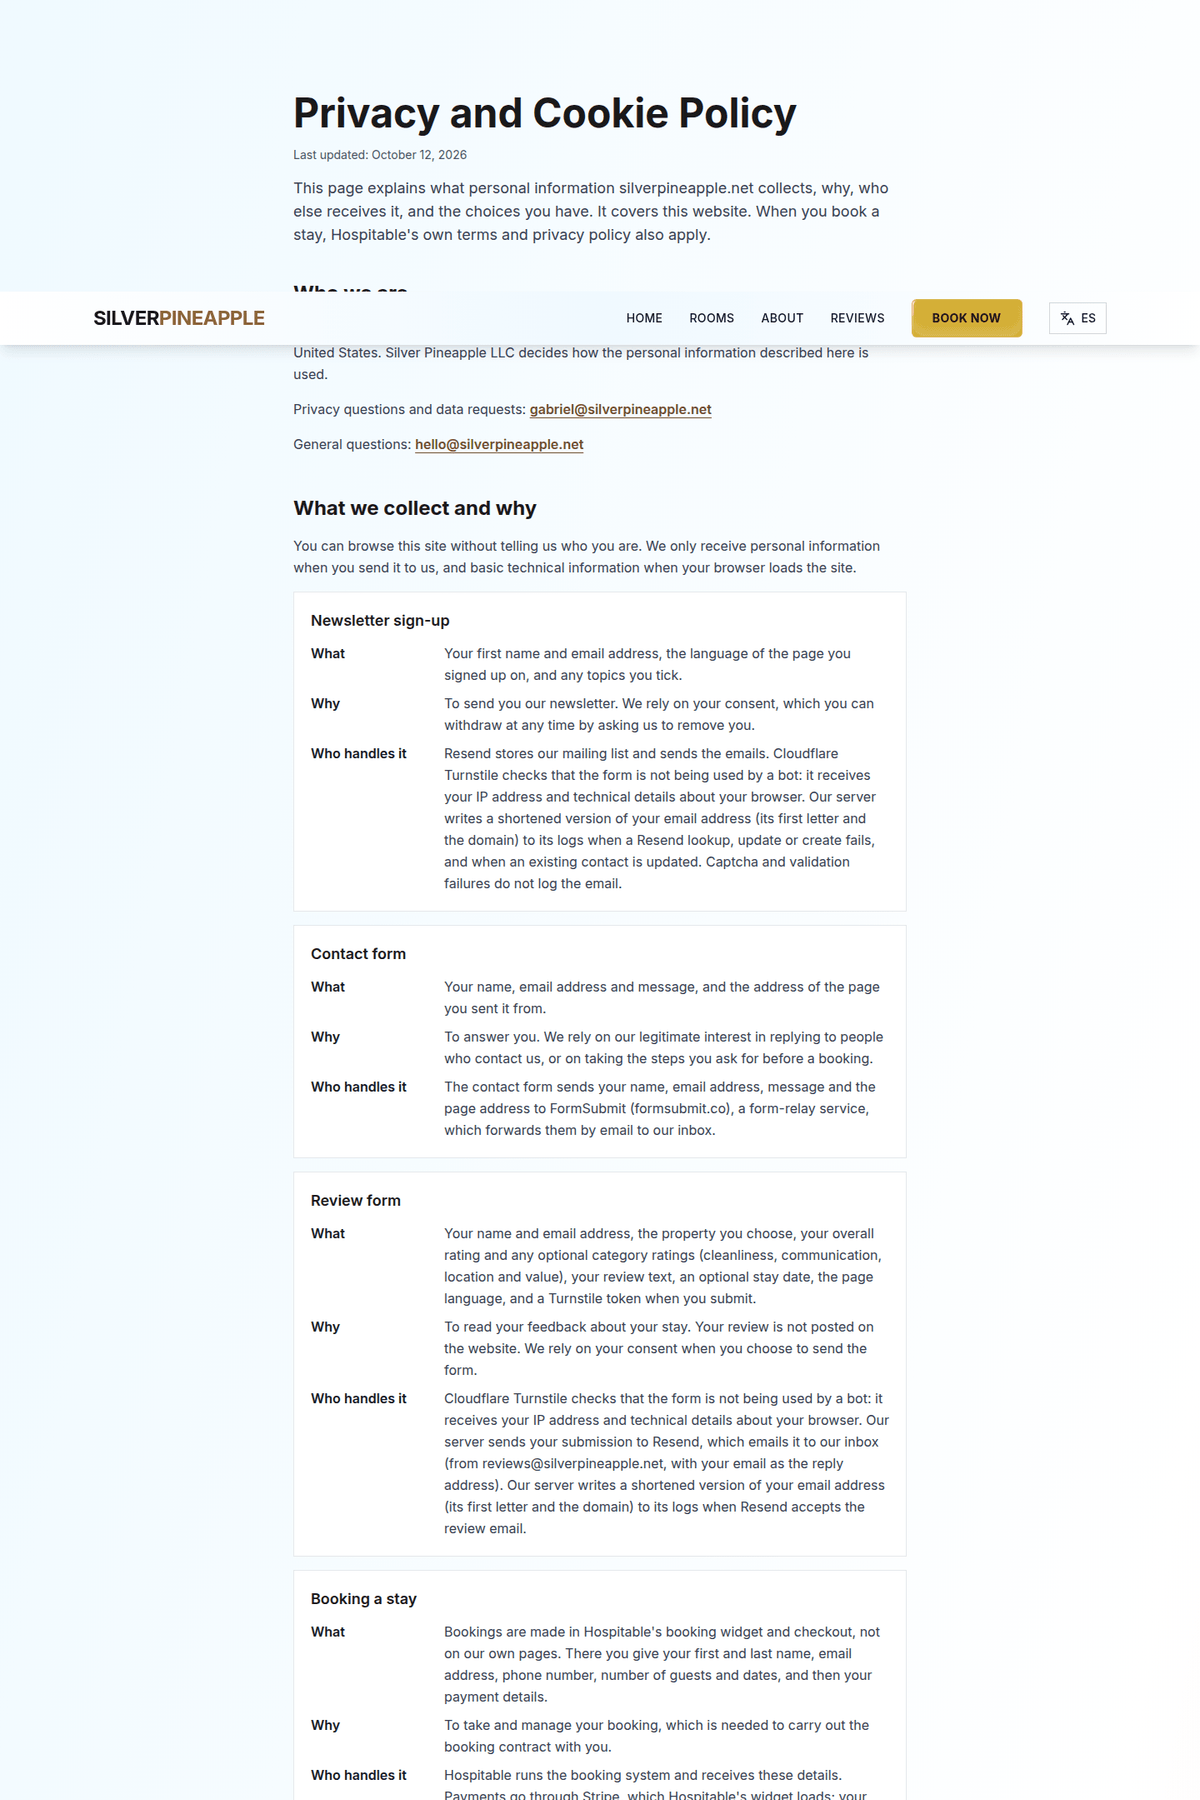 Privacy and Cookie Policy
Last updated: October 12, 2026
This page explains what personal information silverpineapple.net collects, why, who
else receives it, and the choices you have. It covers this website. When you book a
stay, Hospitable's own terms and privacy policy also apply.
Who we are
SILVERPINEAPPLE
HOME
ROOMS
ABOUT
REVIEWS
BOOK NOW
ES
United States. Silver Pineapple LLC decides how the personal information described here is
used.
Privacy questions and data requests: gabriel@silverpineapple.net
General questions: hello@silverpineapple.net
What we collect and why
You can browse this site without telling us who you are. We only receive personal information
when you send it to us, and basic technical information when your browser loads the site.
Newsletter sign-up
What
Your first name and email address, the language of the page you
signed up on, and any topics you tick.
Why
To send you our newsletter. We rely on your consent, which you can
withdraw at any time by asking us to remove you.
Who handles it
Resend stores our mailing list and sends the emails. Cloudflare
Turnstile checks that the form is not being used by a bot: it receives
your IP address and technical details about your browser. Our server
writes a shortened version of your email address (its first letter and
the domain) to its logs when a Resend lookup, update or create fails,
and when an existing contact is updated. Captcha and validation
failures do not log the email.
Contact form
What
Your name, email address and message, and the address of the page
you sent it from.
Why
To answer you. We rely on our legitimate interest in replying to people
who contact us, or on taking the steps you ask for before a booking.
Who handles it
The contact form sends your name, email address, message and the
page address to FormSubmit (formsubmit.co), a form-relay service,
which forwards them by email to our inbox.
Review form
What
Your name and email address, the property you choose, your overall
rating and any optional category ratings (cleanliness, communication,
location and value), your review text, an optional stay date, the page
language, and a Turnstile token when you submit.
Why
To read your feedback about your stay. Your review is not posted on
the website. We rely on your consent when you choose to send the
form.
Who handles it
Cloudflare Turnstile checks that the form is not being used by a bot: it
receives your IP address and technical details about your browser. Our
server sends your submission to Resend, which emails it to our inbox
(from reviews@silverpineapple.net, with your email as the reply
address). Our server writes a shortened version of your email address
(its first letter and the domain) to its logs when Resend accepts the
review email.
Booking a stay
What
Bookings are made in Hospitable's booking widget and checkout, not
on our own pages. There you give your first and last name, email
address, phone number, number of guests and dates, and then your
payment details.
Why
To take and manage your booking, which is needed to carry out the
booking contract with you.
Who handles it
Hospitable runs the booking system and receives these details.
Payments go through Stripe, which Hospitable's widget loads; your